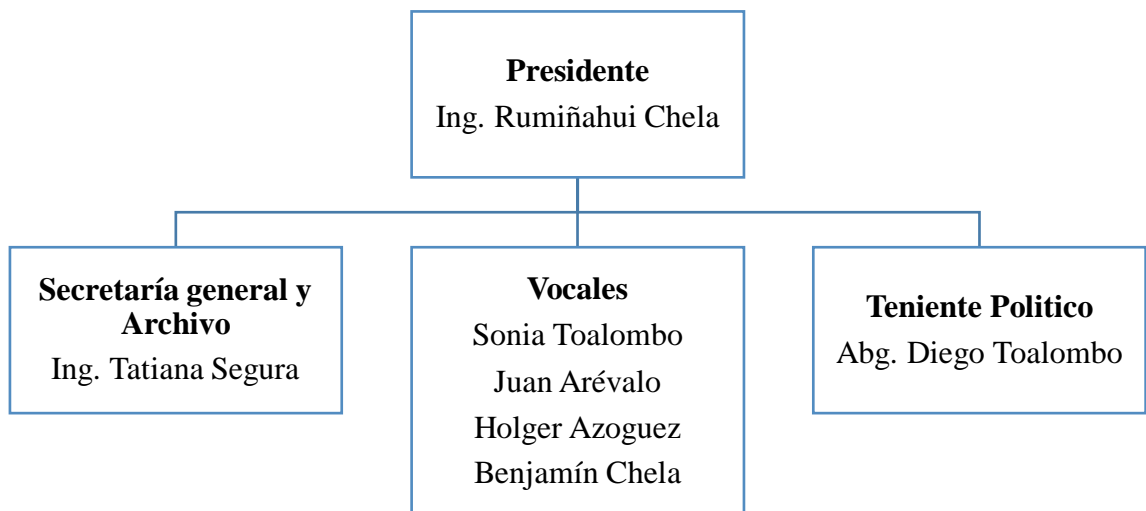 Presidente
Ing. Rumiñahui Chela
Secretaría general y
Archivo
Ing. Tatiana Segura
Vocales
Sonia Toalombo
Juan Arévalo
Holger Azoguez
Benjamín Chela
Teniente Politico
Abg. Diego Toalombo